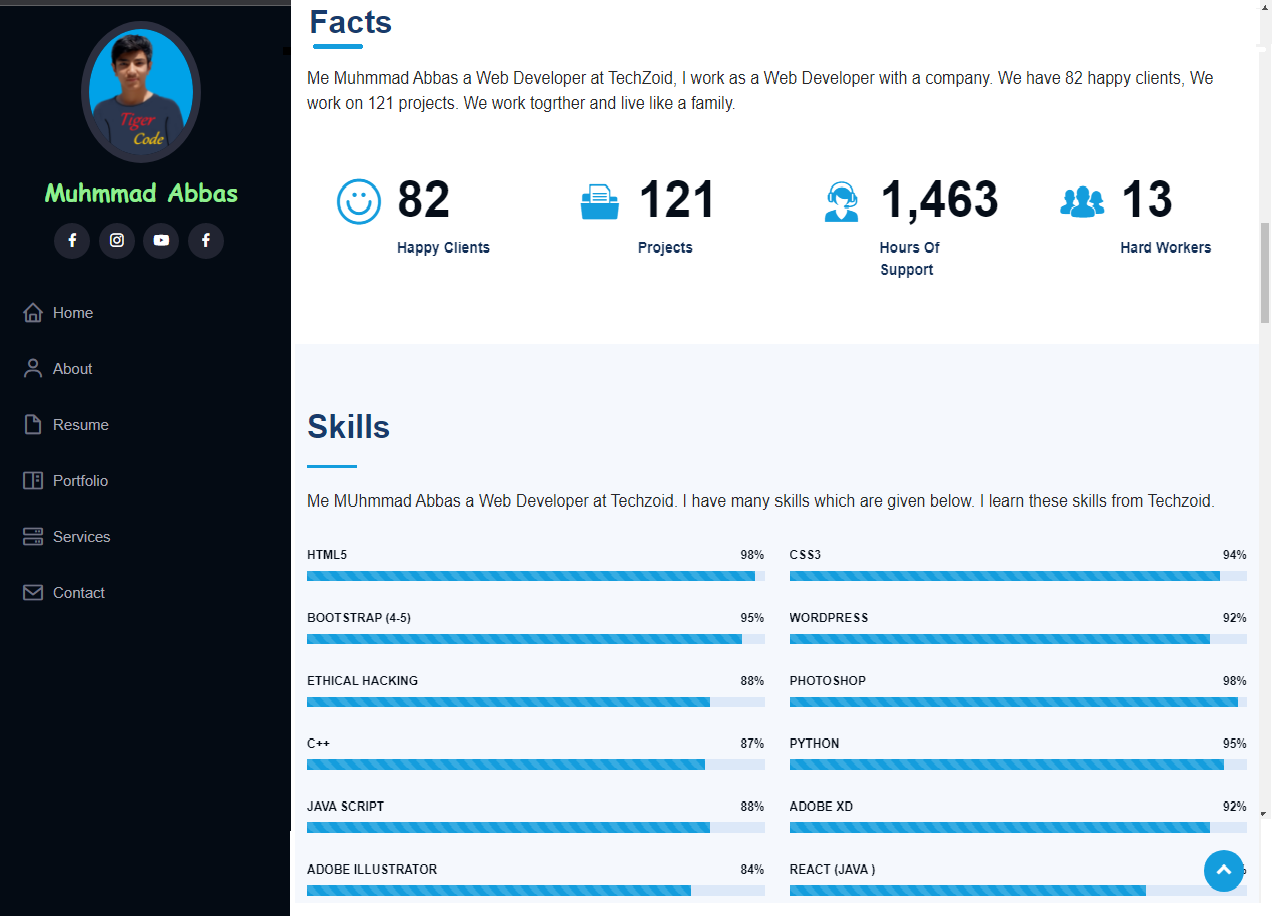 Tiger
Code
Muhmmad Abbas
Home
About
Resume
Portfolio
Services
Contact
Facts
Me Muhmmad Abbas a Web Developer at TechZoid, I work as a Web Developer with a company. We have 82 happy clients, We
work on 121 projects. We work togrther and live like a family.
82
Happy Clients
121
Projects
1,463
Hours Of
Support
13
Hard Workers
Skills
Me MUhmmad Abbas a Web Developer at Techzoid. I have many skills which are given below. I learn these skills from Techzoid.
HTML5 98%
CSS3 94%
BOOTSTRAP (4-5) 95%
WORDPRESS 92%
ETHICAL HACKING 88%
PHOTOSHOP 98%
C++ 87%
PYTHON 95%
JAVA SCRIPT 88%
ADOBE XD 92%
ADOBE ILLUSTRATOR 84%
REACT (JAVA )